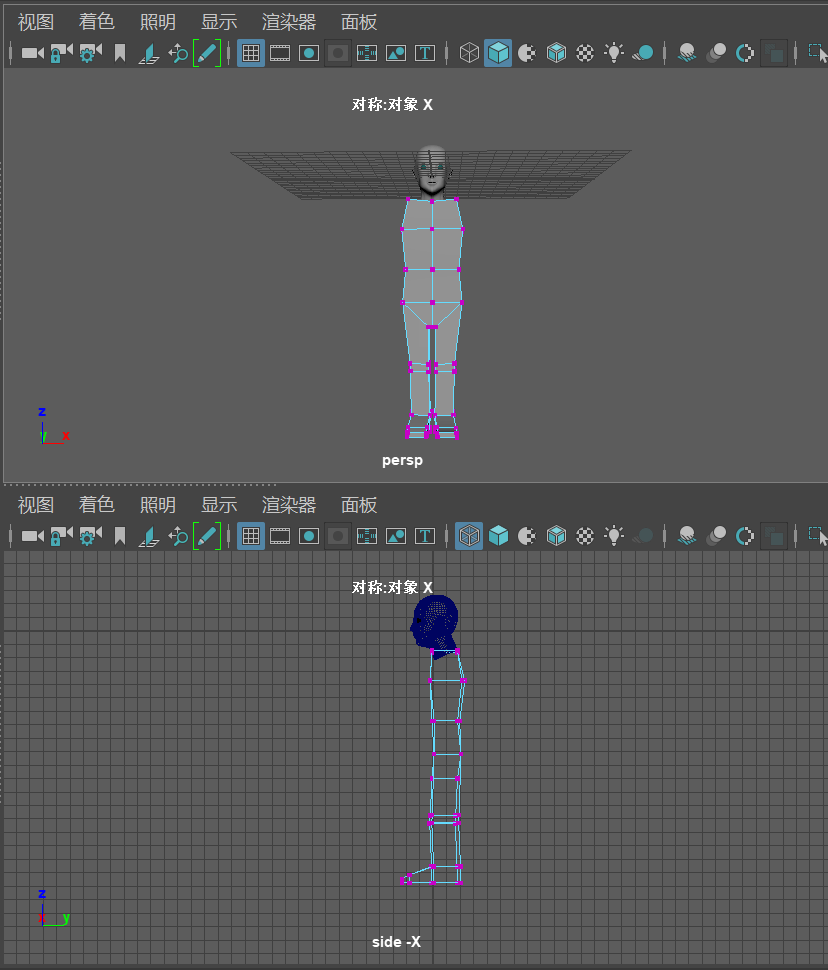 视图 着色 照明 显示 渲染器 面板
对称:对象 X
z
y x
persp
视图 着色 照明 显示 渲染器 面板
对称:对象 X
z
x y
side -X